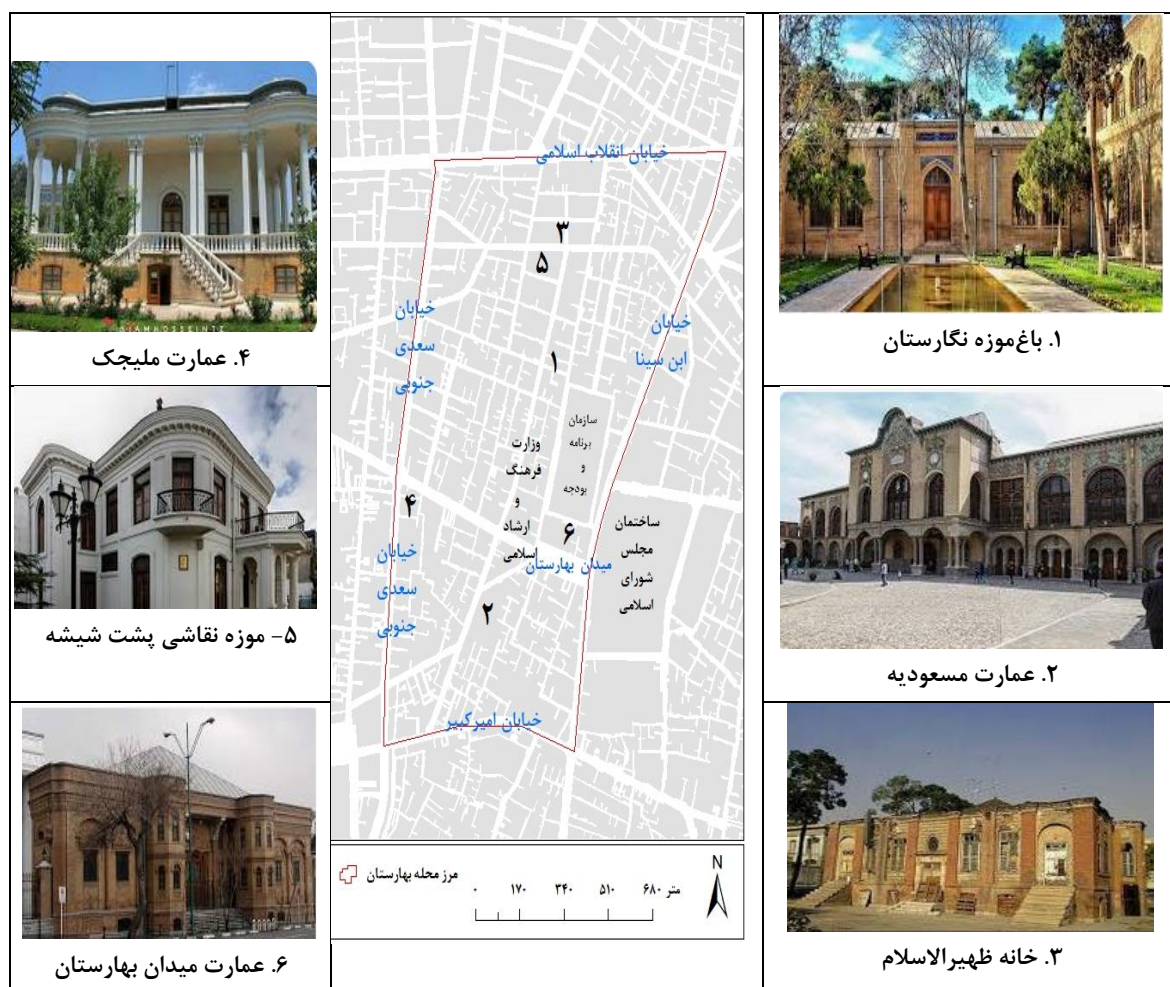 ۱. باغ‌موزه نگارستان
۲. عمارت مسعودیه
۳. خانه ظهیرالاسلام
خیابان انقلاب اسلامی
۳
۵
خیابان
سعدی
جنوبی
خیابان
ابن سینا
۱
سازمان
برنامه
و
بودجه
وزارت
فرهنگ
و
ارشاد
اسلامی
۴
۶
ساختمان
مجلس
شورای
اسلامی
میدان بهارستان
خیابان
سعدی
جنوبی
۲
خیابان امیرکبیر
مرز محله بهارستان
۰ ۱۷۰ ۳۴۰ ۵۱۰ ۶۸۰ متر
N
۴. عمارت ملیجک
۵- موزه نقاشی پشت شیشه
۶. عمارت میدان بهارستان